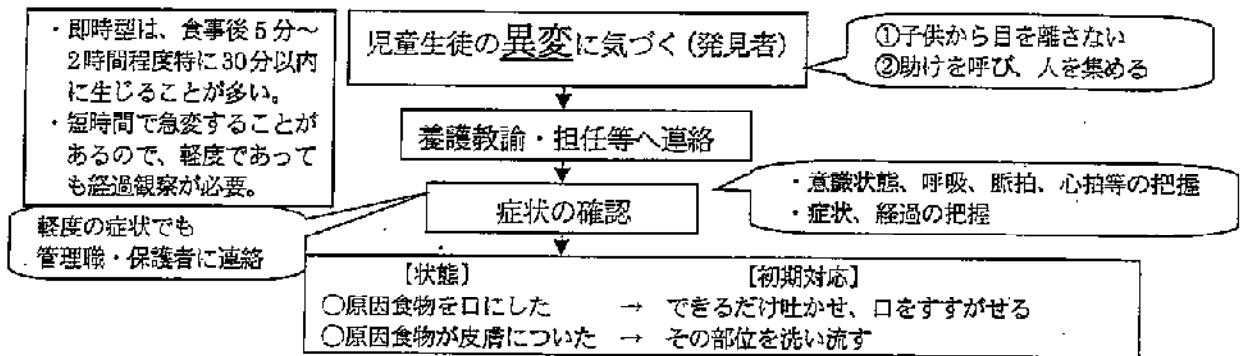 ・即時型は、食事後5分～
2時間程度特に30分以内
に生じることが多い。
・短時間で急変することが
あるので、軽度であって
も経過観察が必要。
児童生徒の異変に気づく(発見者)
①子供から目を離さない
②助けを呼び、人を集める
養護教諭・担任等へ連絡
症状の確認
・意識状態、呼吸、脈拍、心拍等の把握
・症状、経過の把握
軽度の症状でも
管理職・保護者に連絡
【状態】 【初期対応】
○原因食物を口にした → できるだけ吐かせ、口をすすがせる
○原因食物が皮膚についた → その部位を洗い流す